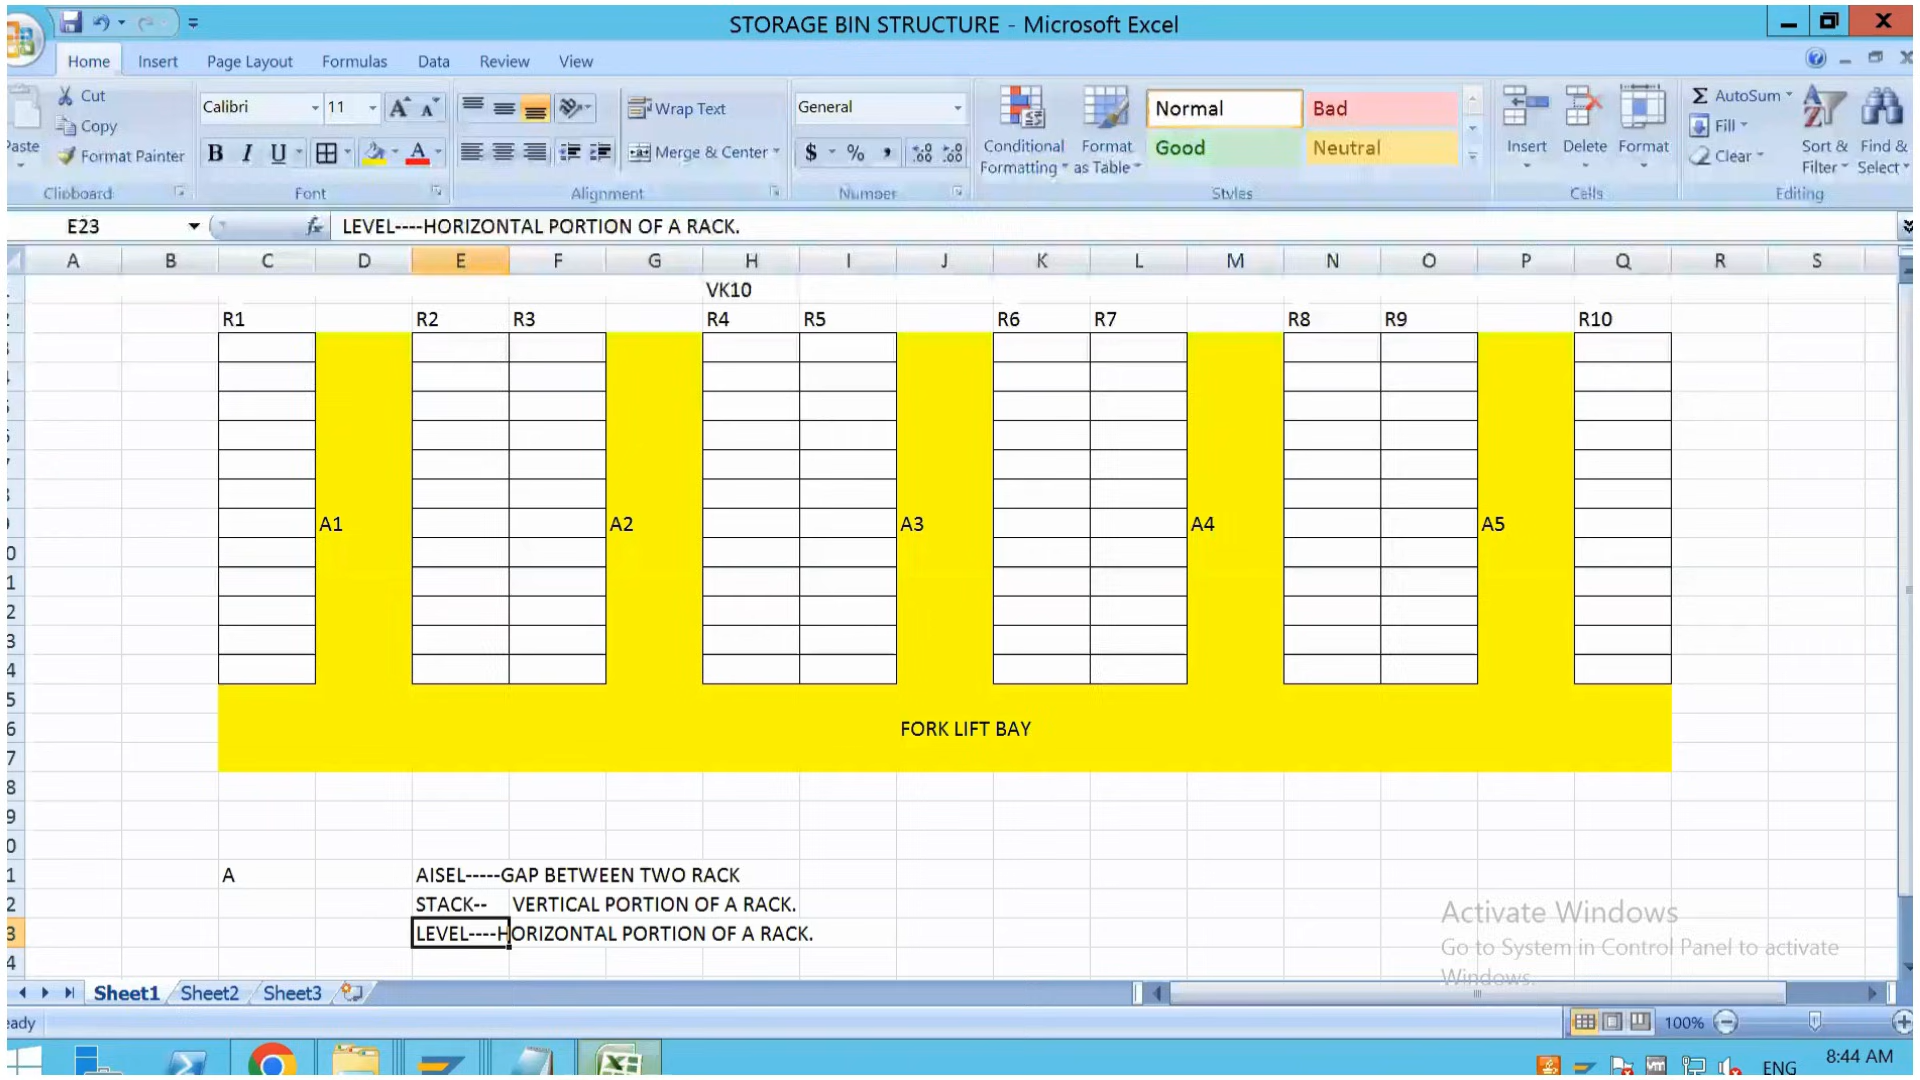 STORAGE BIN STRUCTURE - Microsoft Excel
Home Insert Page Layout Formulas Data Review View
Cut
Copy
Format Painter
Clipboard
Calibri 11
B I U
Font
Wrap Text
Merge & Center
Alignment
General
$ % ,
Number
Conditional Formatting
Format as Table
Normal Bad
Good Neutral
Styles
Insert Delete Format
Cells
Σ AutoSum
Fill
Clear
Sort & Filter
Find & Select
Editing
E23 fx LEVEL----HORIZONTAL PORTION OF A RACK.
A B C D E F G H I J K L M N O P Q R S
VK10
R1 R2 R3 R4 R5 R6 R7 R8 R9 R10
A1 A2 A3 A4 A5
FORK LIFT BAY
A AISEL-----GAP BETWEEN TWO RACK
STACK-- VERTICAL PORTION OF A RACK.
LEVEL----HORIZONTAL PORTION OF A RACK.
Activate Windows
Go to System in Control Panel to activate
Windows.
Sheet1 Sheet2 Sheet3
100%
ENG 8:44 AM